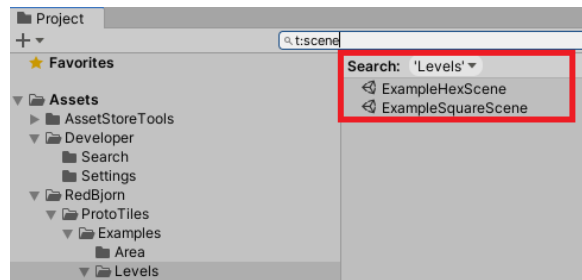 Project
t:scene
Favorites
Search: 'Levels'
ExampleHexScene
ExampleSquareScene
Assets
AssetStoreTools
Developer
Search
Settings
RedBjorn
ProtoTiles
Examples
Area
Levels